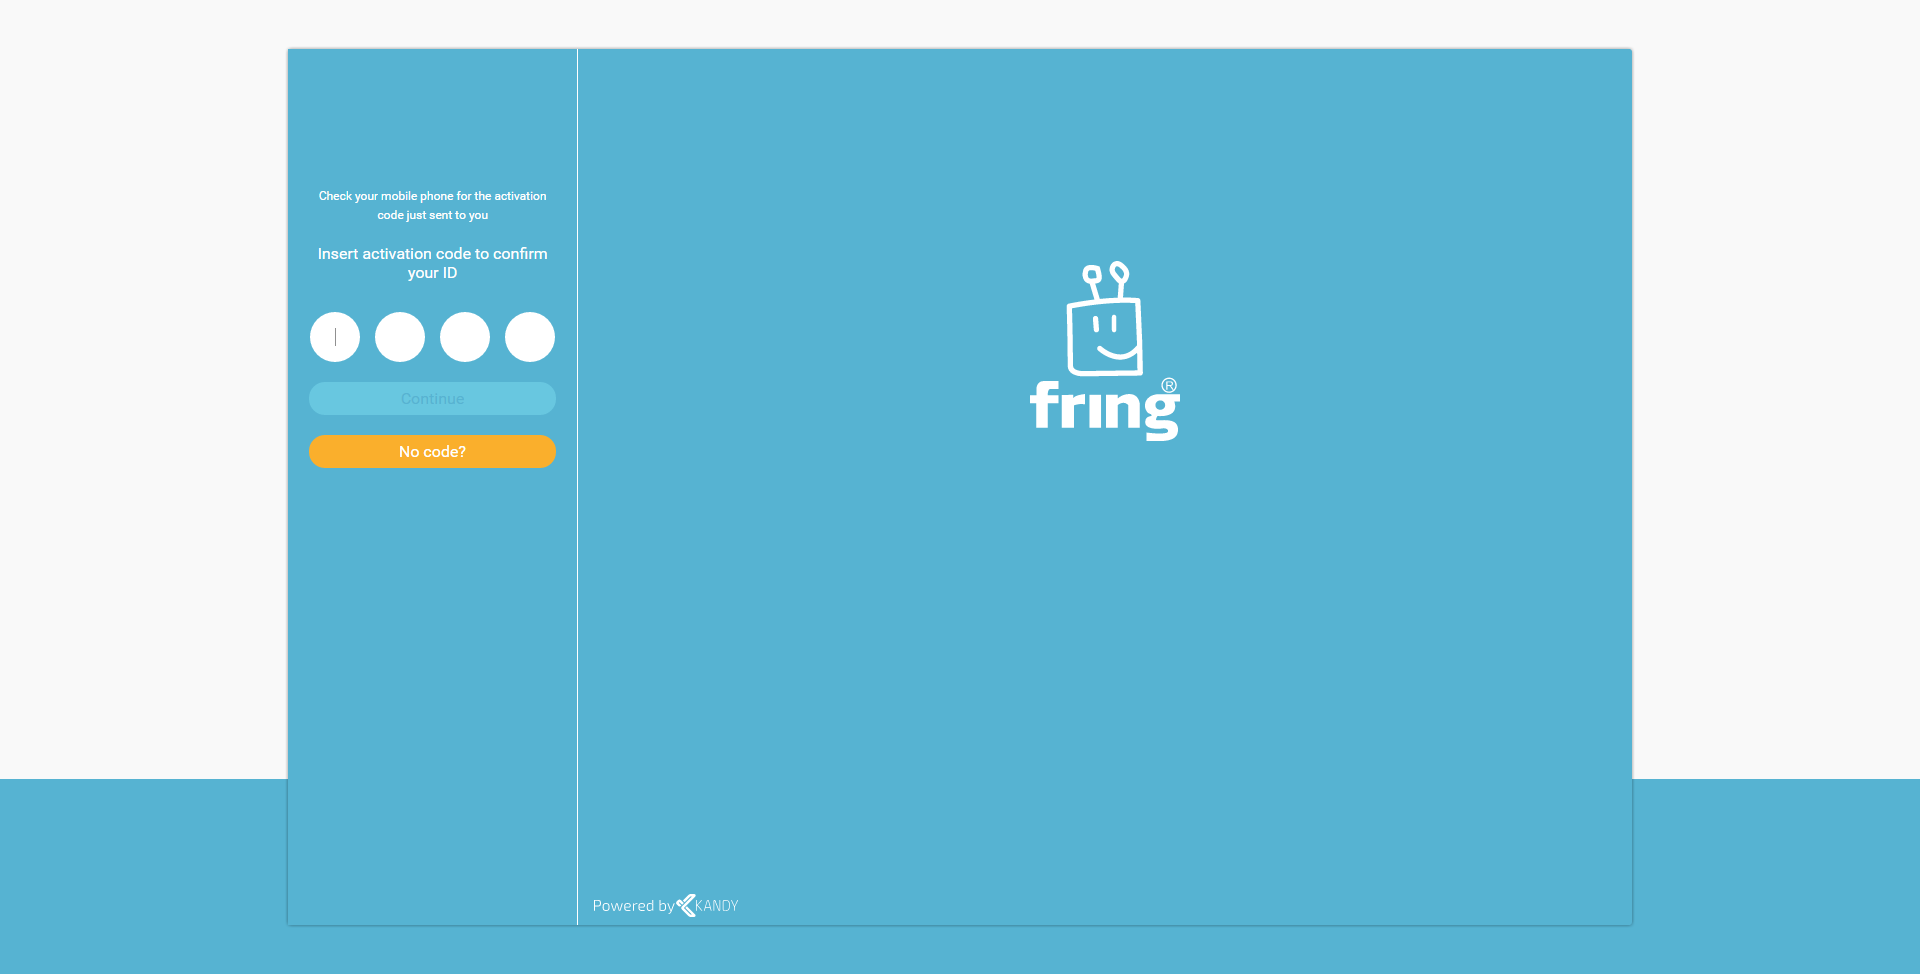 Check your mobile phone for the activation
code just sent to you
Insert activation code to confirm
your ID
Continue
No code?
fring®
Powered by KANDY